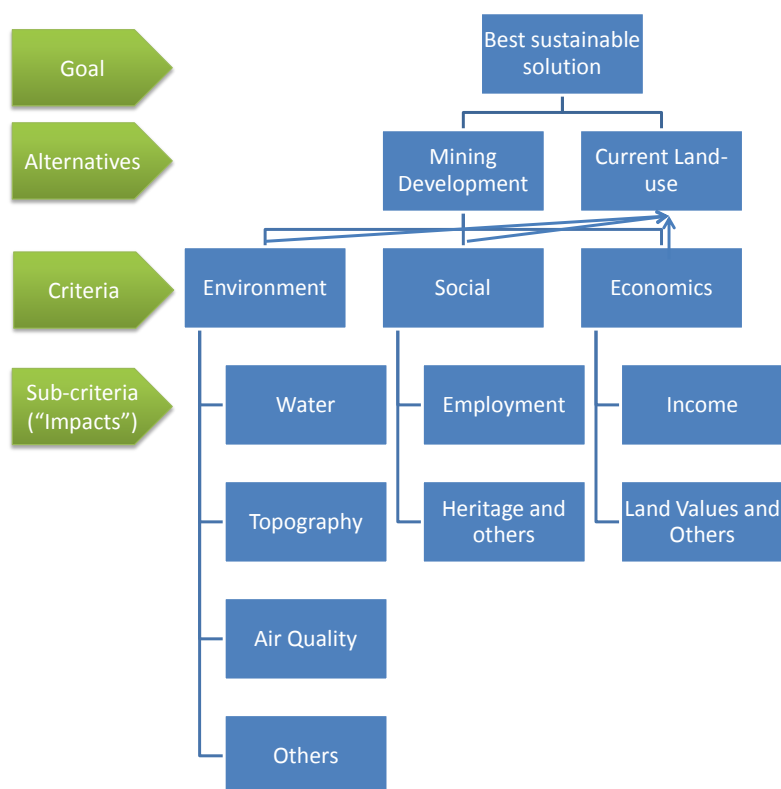 Goal
Best sustainable
solution
Alternatives
Mining
Development
Current Land-
use
Criteria
Environment
Social
Economics
Sub-criteria
(“Impacts”)
Water
Employment
Income
Topography
Heritage and
others
Land Values and
Others
Air Quality
Others